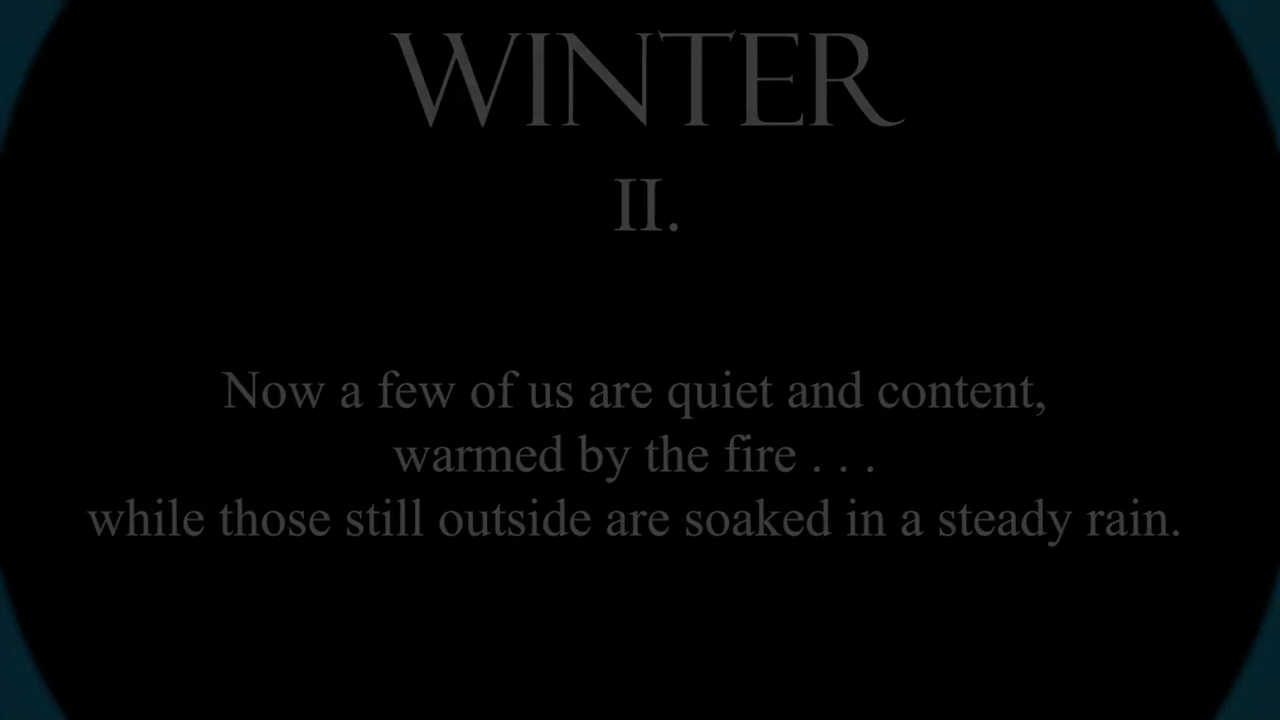 WINTER
II.
Now a few of us are quiet and content,
warmed by the fire . . .
while those still outside are soaked in a steady rain.